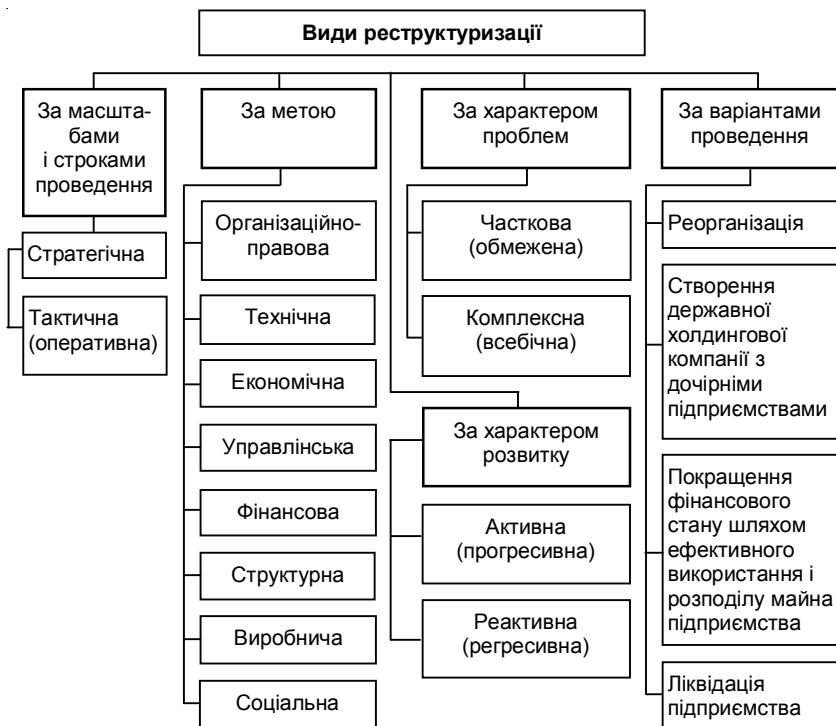 Види реструктуризації
За масшта-
бами
і строками
проведення
Стратегічна
Тактична
(оперативна)
За метою
Організаційно-
правова
Технічна
Економічна
Управлінська
Фінансова
Структурна
Виробнича
Соціальна
За характером
проблем
Часткова
(обмежена)
Комплексна
(всебічна)
За характером
розвитку
Активна
(прогресивна)
Реактивна
(регресивна)
За варіантами
проведення
Реорганізація
Створення
державної
холдингової
компанії з
дочірніми
підприємствами
Покращення
фінансового
стану шляхом
ефективного
використання і
розподілу майна
підприємства
Ліквідація
підприємства